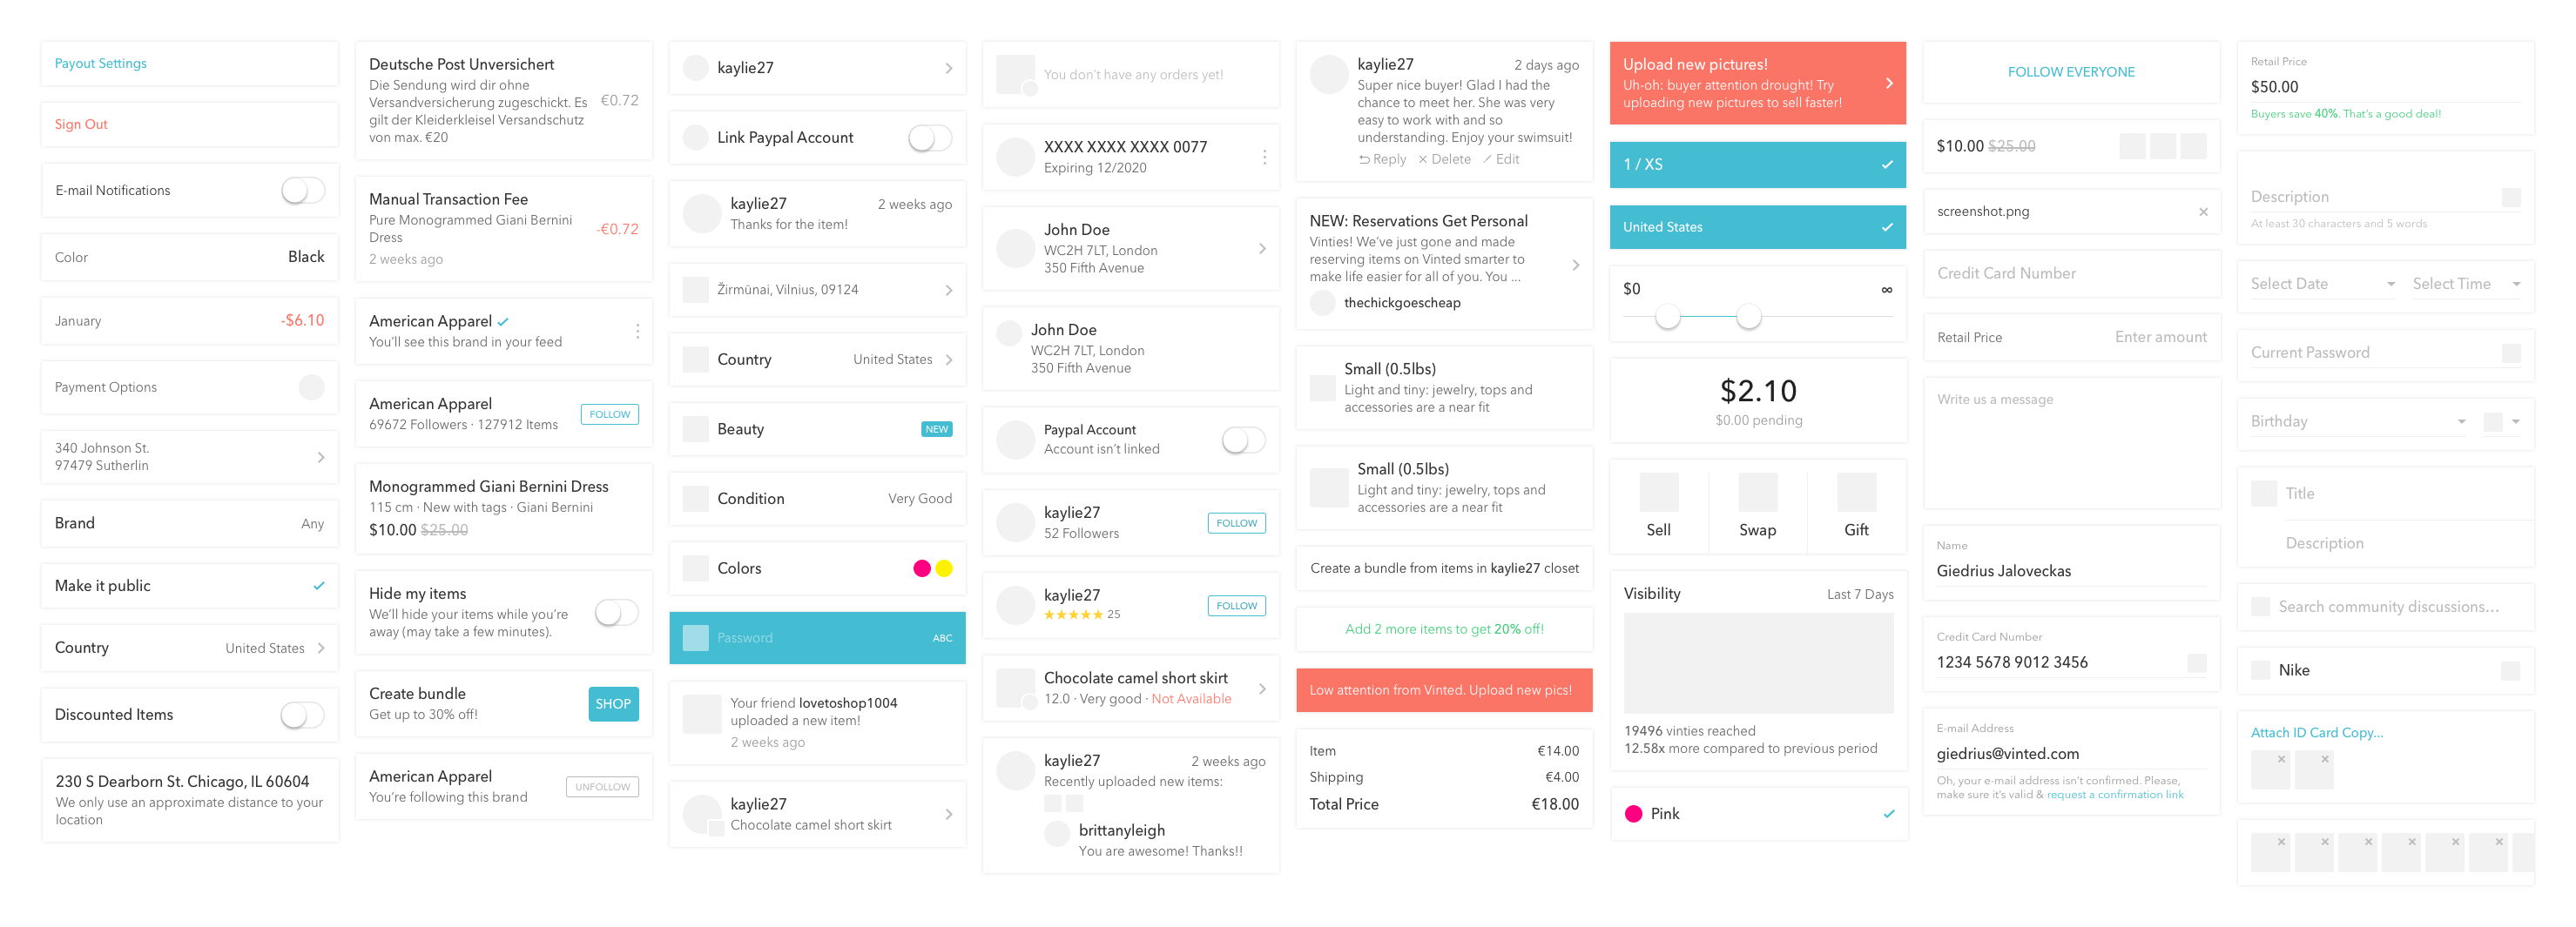 Payout Settings
Sign Out
E-mail Notifications
Color Black
January -$6.10
Payment Options
340 Johnson St.
97479 Sutherlin
Brand Any
Make it public
Country United States
Discounted Items
230 S Dearborn St. Chicago, IL 60604
We only use an approximate distance to your
location
Deutsche Post Unversichert
Die Sendung wird dir ohne
Versandversicherung zugeschickt. Es
gilt der Kleiderkleisel Versandschutz
von max. €20
€0.72
Manual Transaction Fee
Pure Monogrammed Giani Bernini
Dress
2 weeks ago
-€0.72
American Apparel
You’ll see this brand in your feed
American Apparel
69672 Followers · 127912 Items
FOLLOW
Monogrammed Giani Bernini Dress
115 cm · New with tags · Giani Bernini
$10.00 $25.00
Hide my items
We’ll hide your items while you’re
away (may take a few minutes).
Create bundle
Get up to 30% off!
SHOP
American Apparel
You’re following this brand
UNFOLLOW
kaylie27
Link Paypal Account
kaylie27 2 weeks ago
Thanks for the item!
Žirmūnai, Vilnius, 09124
Country United States
Beauty NEW
Condition Very Good
Colors
Password ABC
Your friend lovetoshop1004
uploaded a new item!
2 weeks ago
kaylie27
Chocolate camel short skirt
You don’t have any orders yet!
XXXX XXXX XXXX 0077
Expiring 12/2020
John Doe
WC2H 7LT, London
350 Fifth Avenue
John Doe
WC2H 7LT, London
350 Fifth Avenue
Paypal Account
Account isn’t linked
kaylie27
52 Followers
FOLLOW
kaylie27
★★★★★ 25
FOLLOW
Chocolate camel short skirt
12.0 · Very good · Not Available
kaylie27 2 weeks ago
Recently uploaded new items:
brittanyleigh
You are awesome! Thanks!!
kaylie27 2 days ago
Super nice buyer! Glad I had the
chance to meet her. She was very
easy to work with and so
understanding. Enjoy your swimsuit!
Reply Delete Edit
NEW: Reservations Get Personal
Vinties! We’ve just gone and made
reserving items on Vinted smarter to
make life easier for all of you. You ...
thechickgoescheap
Small (0.5lbs)
Light and tiny: jewelry, tops and
accessories are a near fit
Small (0.5lbs)
Light and tiny: jewelry, tops and
accessories are a near fit
Create a bundle from items in kaylie27 closet
Add 2 more items to get 20% off!
Low attention from Vinted. Upload new pics!
Item €14.00
Shipping €4.00
Total Price €18.00
Upload new pictures!
Uh-oh: buyer attention drought! Try
uploading new pictures to sell faster!
1 / XS
United States
$0 ∞
$2.10
$0.00 pending
Sell Swap Gift
Visibility Last 7 Days
19496 vinties reached
12.58x more compared to previous period
Pink
FOLLOW EVERYONE
$10.00 $25.00
screenshot.png
Credit Card Number
Retail Price Enter amount
Write us a message
Name
Giedrius Jaloveckas
Credit Card Number
1234 5678 9012 3456
E-mail Address
giedrius@vinted.com
Oh, your e-mail address isn’t confirmed. Please,
make sure it’s valid & request a confirmation link
Retail Price
$50.00
Buyers save 40%. That’s a good deal!
Description
At least 30 characters and 5 words
Select Date Select Time
Current Password
Birthday
Title
Description
Search community discussions...
Nike
Attach ID Card Copy...